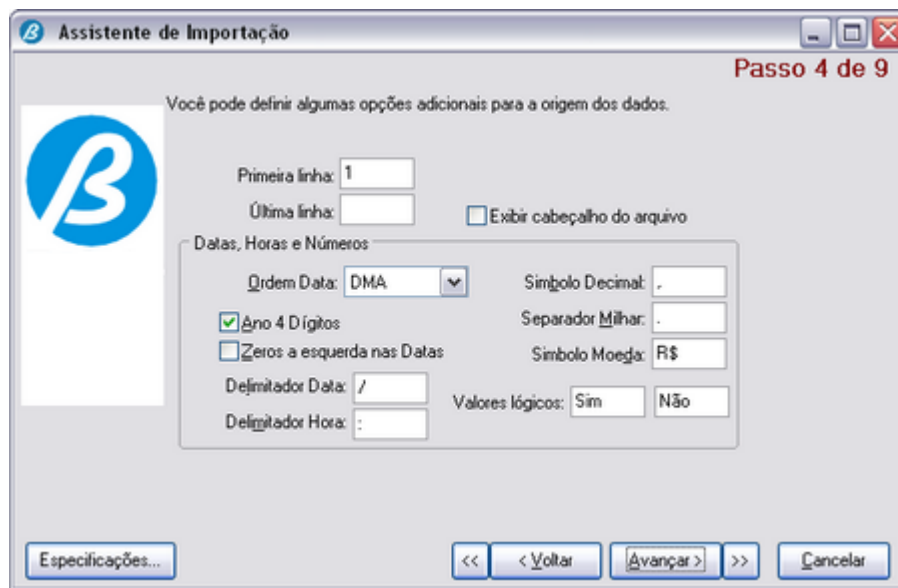 Assistente de Importação
Passo 4 de 9
Você pode definir algumas opções adicionais para a origem dos dados.
Primeira linha: 1
Última linha:
Exibir cabeçalho do arquivo
Datas, Horas e Números
Ordem Data: DMA
Simbolo Decimal: ,
Ano 4 Dígitos
Separador Milhar: .
Zeros a esquerda nas Datas
Simbolo Moeda: R$
Delimitador Data: /
Valores lógicos: Sim Não
Delimitador Hora: :
Especificações...
<< < Voltar Avançar > >> Cancelar